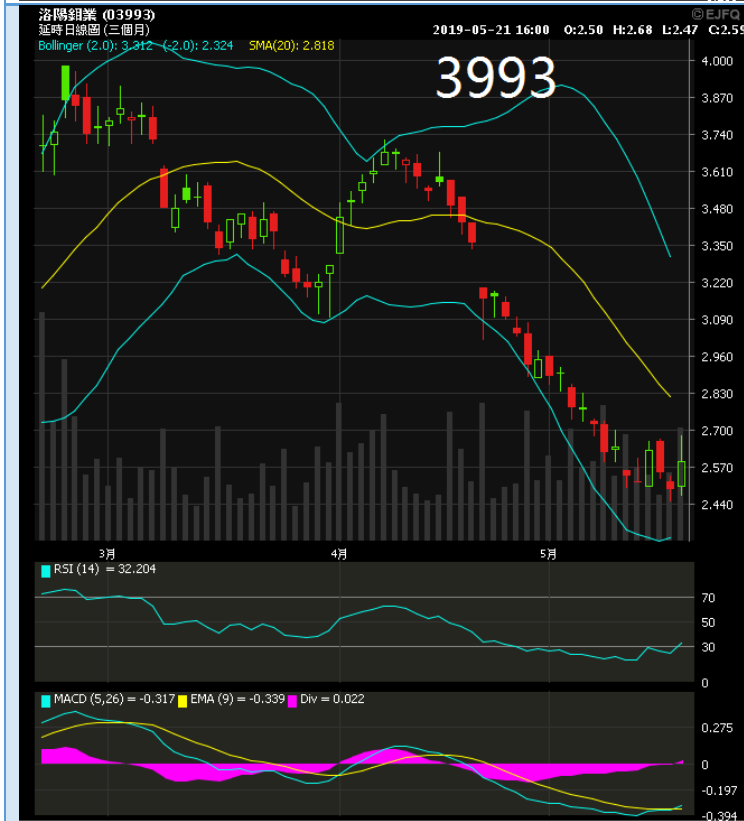 洛陽鉬業 (03993)
©EJFQ
延時日線圖 (三個月)
2019-05-21 16:00 O:2.50 H:2.68 L:2.47 C:2.59
Bollinger (2.0): 3.312 (-2.0): 2.324 SMA(20): 2.818
3993
4.000
3.870
3.740
3.610
3.480
3.350
3.220
3.090
2.960
2.830
2.700
2.570
2.440
3月 4月 5月
RSI (14) = 32.204
70
50
30
0
MACD (5,26) = -0.317 EMA (9) = -0.339 Div = 0.022
0.275
0
-0.197
-0.394